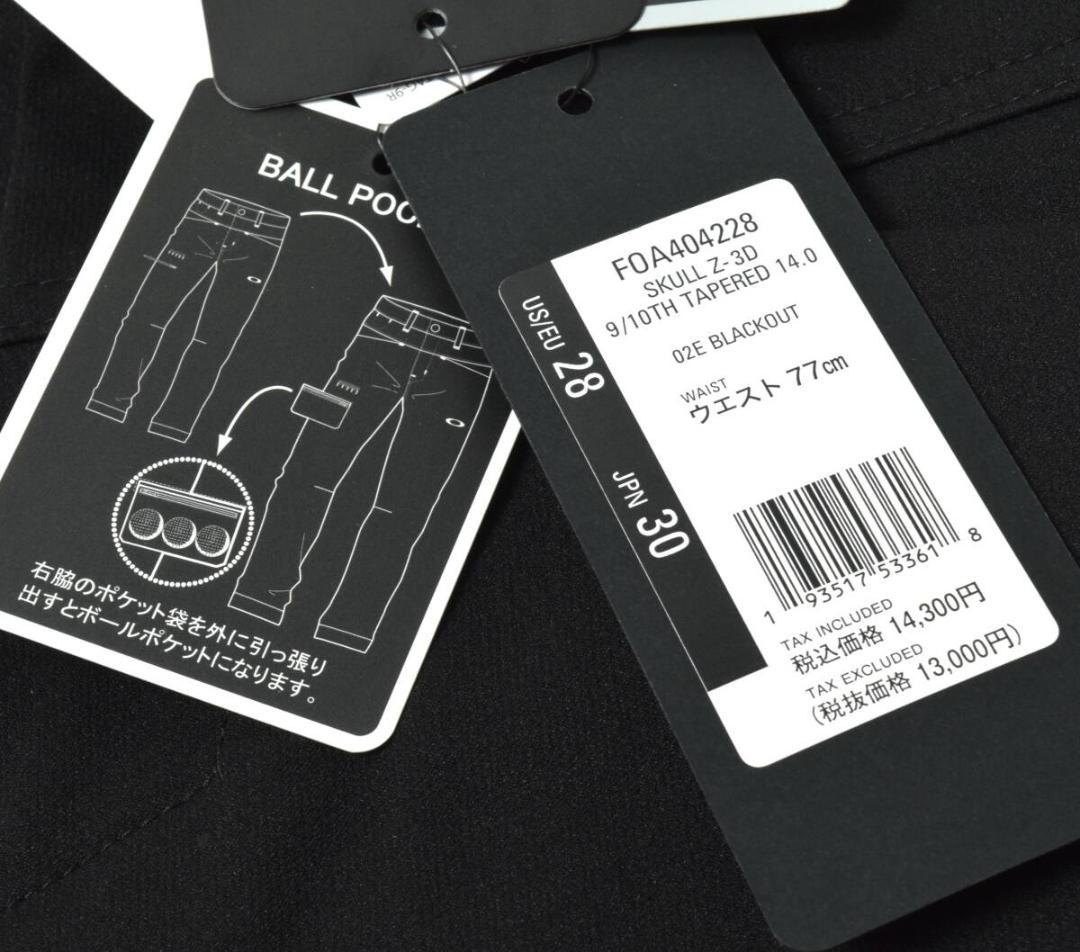 BALL
右脇のポケット袋を外に引っ張り
出すとボールポケットになります。
FOA404228
SKULL Z-3D
9/10TH TAPERED 14.0
02E BLACKOUT
WAIST
ウエスト 77cm
US/EU 28
JPN 30
1 93517 53361 8
TAX INCLUDED
税込価格 14,300円
TAX EXCLUDED
(税抜価格 13,000円)